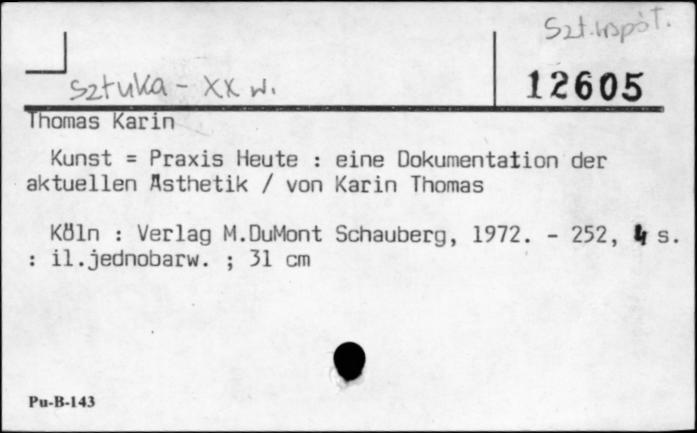 Szt.współ.
Sztuka - XX w.
12605
Thomas Karin
Kunst = Praxis Heute : eine Dokumentation der
aktuellen Ästhetik / von Karin Thomas
Köln : Verlag M.DuMont Schauberg, 1972. - 252, 4 s.
: il.jednobarw. ; 31 cm
Pu-B-143